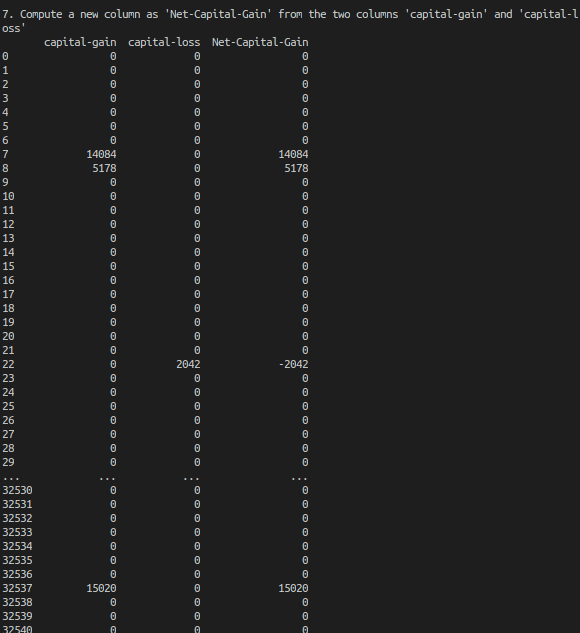 7. Compute a new column as 'Net-Capital-Gain' from the two columns 'capital-gain' and 'capital-l
oss'
capital-gain capital-loss Net-Capital-Gain
0 0 0 0
1 0 0 0
2 0 0 0
3 0 0 0
4 0 0 0
5 0 0 0
6 0 0 0
7 14084 0 14084
8 5178 0 5178
9 0 0 0
10 0 0 0
11 0 0 0
12 0 0 0
13 0 0 0
14 0 0 0
15 0 0 0
16 0 0 0
17 0 0 0
18 0 0 0
19 0 0 0
20 0 0 0
21 0 0 0
22 0 2042 -2042
23 0 0 0
24 0 0 0
25 0 0 0
26 0 0 0
27 0 0 0
28 0 0 0
29 0 0 0
... ... ... ...
32530 0 0 0
32531 0 0 0
32532 0 0 0
32533 0 0 0
32534 0 0 0
32535 0 0 0
32536 0 0 0
32537 15020 0 15020
32538 0 0 0
32539 0 0 0
32540 0 0 0